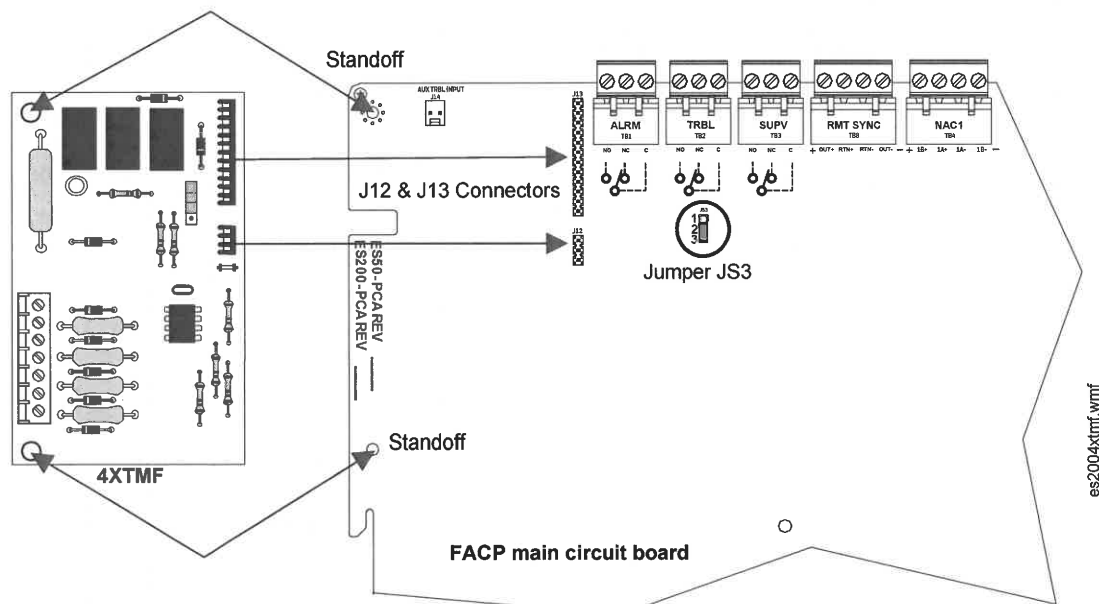 Standoff
AUX TRBL INPUT
J14
J13
ALRM
TB1
NO NC C
TRBL
TB2
NO NC C
SUPV
TB3
NO NC C
RMT SYNC
TB8
+ OUT+ RTN+ RTN- OUT- −
NAC1
TB4
+ 1B+ 1A+ 1A- 1B- −
J12 & J13 Connectors
J12
JS3
1
2
3
Jumper JS3
ES50-PCA REV
ES200-PCA REV
Standoff
4XTMF
FACP main circuit board
es2004xtmf.wmf